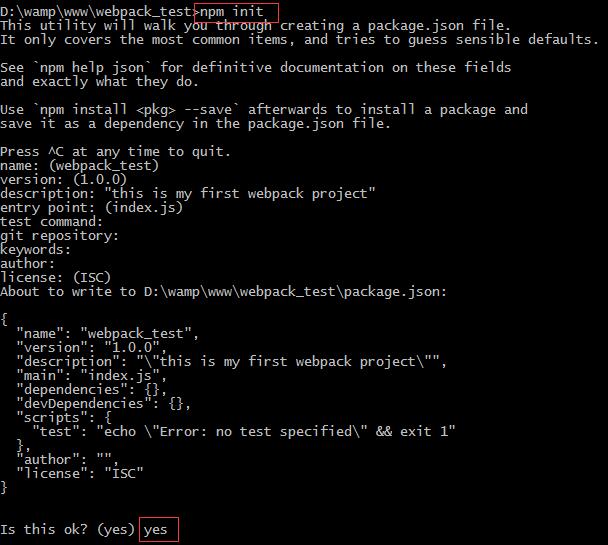 D:\wamp\www\webpack_test>npm init
This utility will walk you through creating a package.json file.
It only covers the most common items, and tries to guess sensible defaults.

See `npm help json` for definitive documentation on these fields
and exactly what they do.

Use `npm install <pkg> --save` afterwards to install a package and
save it as a dependency in the package.json file.

Press ^C at any time to quit.
name: (webpack_test)
version: (1.0.0)
description: "this is my first webpack project"
entry point: (index.js)
test command:
git repository:
keywords:
author:
license: (ISC)
About to write to D:\wamp\www\webpack_test\package.json:

{
  "name": "webpack_test",
  "version": "1.0.0",
  "description": "\"this is my first webpack project\"",
  "main": "index.js",
  "dependencies": {},
  "devDependencies": {},
  "scripts": {
    "test": "echo \"Error: no test specified\" && exit 1"
  },
  "author": "",
  "license": "ISC"
}

Is this ok? (yes) yes